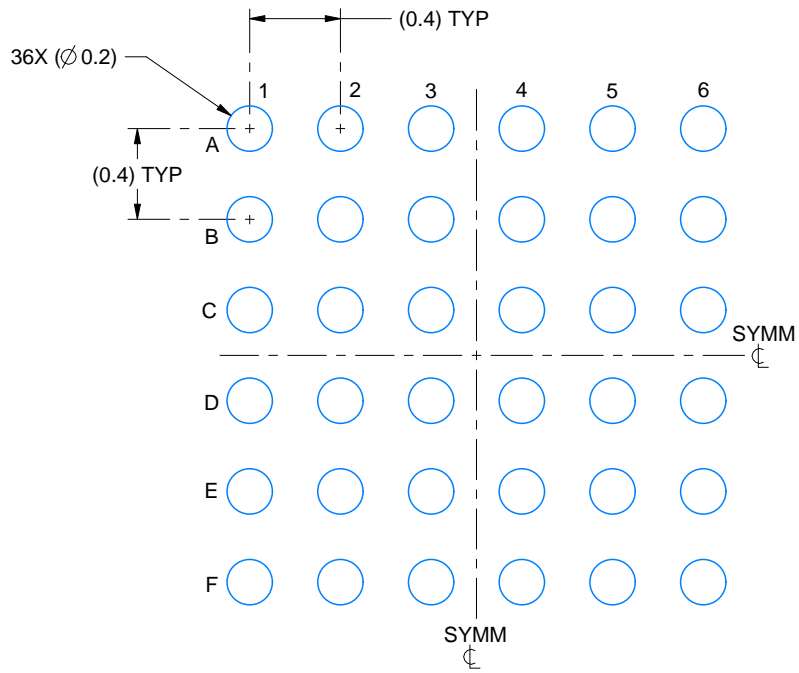 (0.4) TYP
36X (∅ 0.2)
1 2 3 4 5 6
A
(0.4) TYP
B
C
SYMM
℄
D
E
F
SYMM
℄